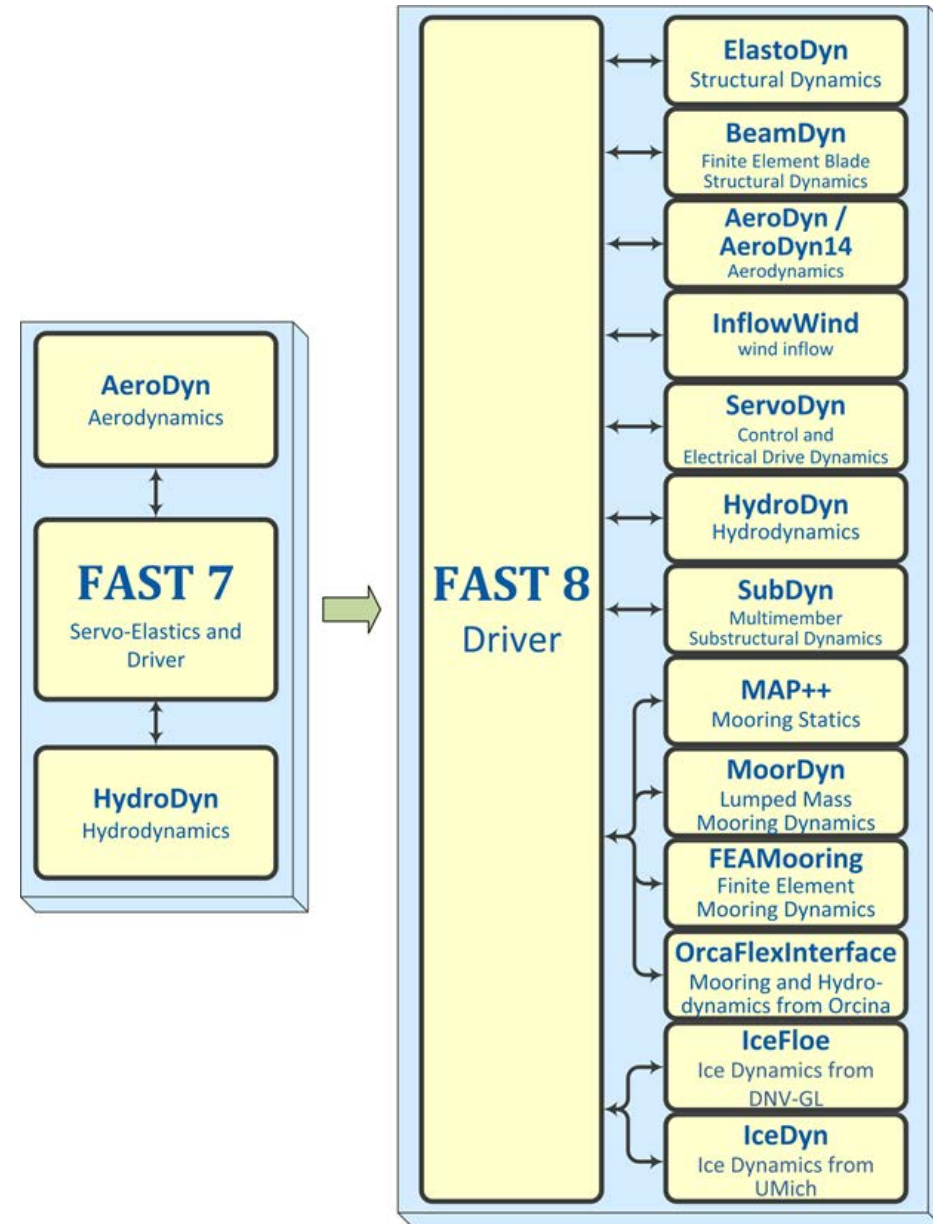 AeroDyn
Aerodynamics
FAST 7
Servo-Elastics and
Driver
HydroDyn
Hydrodynamics
FAST 8
Driver
ElastoDyn
Structural Dynamics
BeamDyn
Finite Element Blade
Structural Dynamics
AeroDyn /
AeroDyn14
Aerodynamics
InflowWind
wind inflow
ServoDyn
Control and
Electrical Drive Dynamics
HydroDyn
Hydrodynamics
SubDyn
Multimember
Substructural Dynamics
MAP++
Mooring Statics
MoorDyn
Lumped Mass
Mooring Dynamics
FEAMooring
Finite Element
Mooring Dynamics
OrcaFlexInterface
Mooring and Hydro-
dynamics from Orcina
IceFloe
Ice Dynamics from
DNV-GL
IceDyn
Ice Dynamics from
UMich